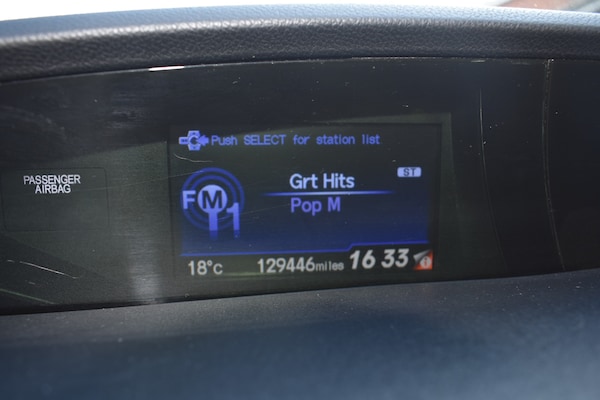 Push SELECT for station list
ST
Grt Hits
FM1
Pop M
PASSENGER
AIRBAG
18°C 129446miles 16 33